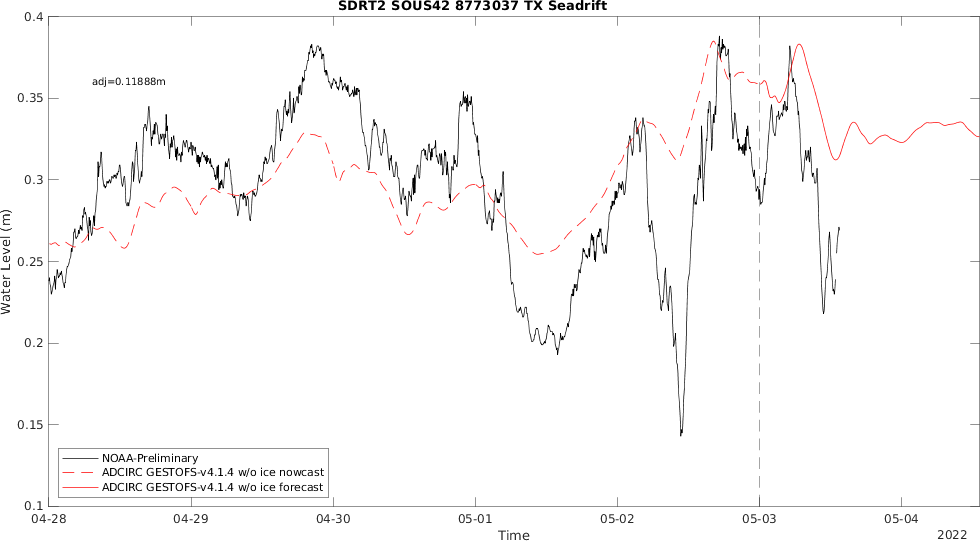 SDRT2 SOUS42 8773037 TX Seadrift
0.4
adj=0.11888m
0.35
0.3
0.25
0.2
0.15
0.1
Water Level (m)
NOAA-Preliminary
ADCIRC GESTOFS-v4.1.4 w/o ice nowcast
ADCIRC GESTOFS-v4.1.4 w/o ice forecast
04-28 04-29 04-30 05-01 05-02 05-03 05-04
Time
2022